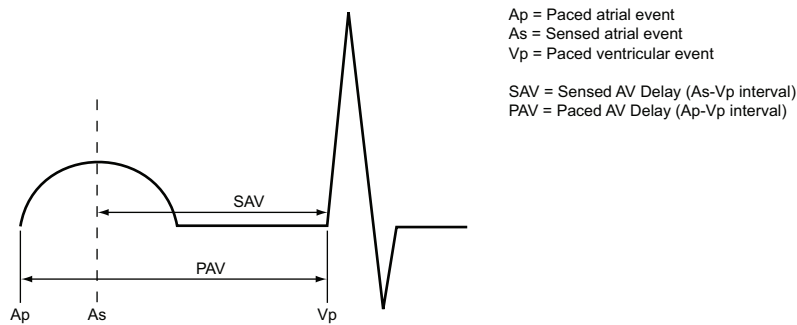 Ap = Paced atrial event
As = Sensed atrial event
Vp = Paced ventricular event
SAV = Sensed AV Delay (As-Vp interval)
PAV = Paced AV Delay (Ap-Vp interval)
SAV
PAV
Ap As Vp